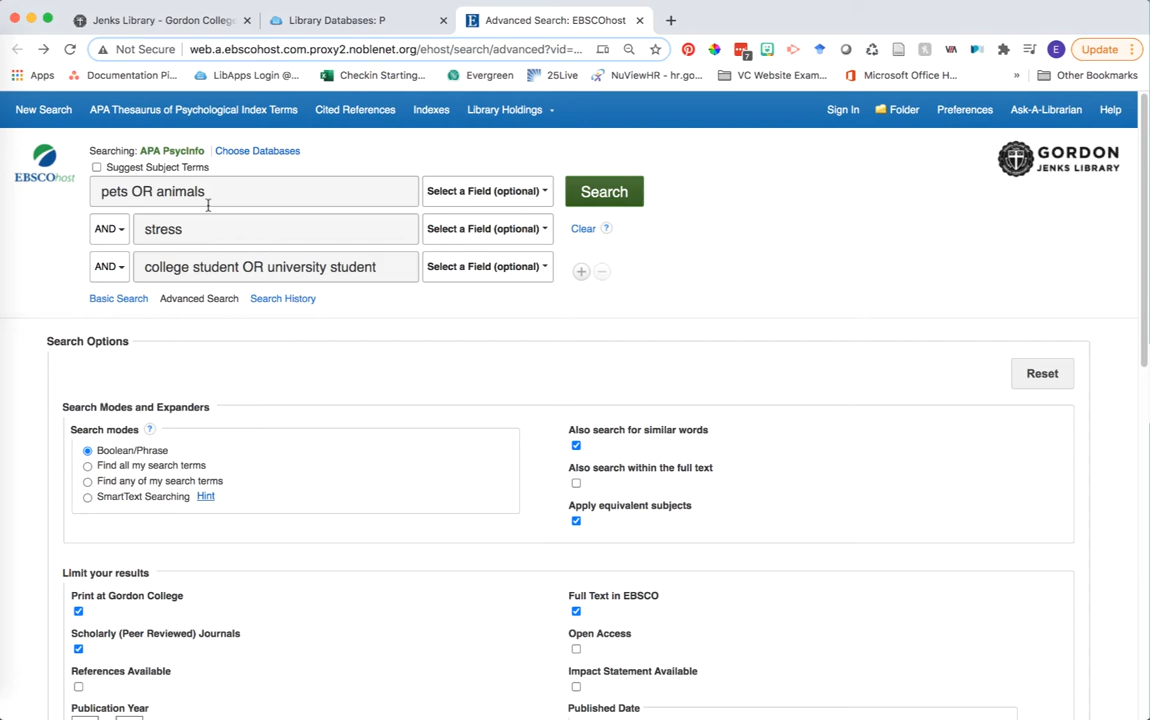 Jenks Library - Gordon College
Library Databases: P
Advanced Search: EBSCOhost
Not Secure
web.a.ebscohost.com.proxy2.noblenet.org/ehost/search/advanced?vid=...
7
VIA
E
Update
Apps
Documentation Pi...
LibApps Login @...
Checkin Starting...
Evergreen
25Live
NuViewHR - hr.go...
VC Website Exam...
Microsoft Office H...
»
Other Bookmarks
New Search
APA Thesaurus of Psychological Index Terms
Cited References
Indexes
Library Holdings
Sign In
Folder
Preferences
Ask-A-Librarian
Help
EBSCOhost
Searching: APA PsycInfo
Choose Databases
Suggest Subject Terms
GORDON
JENKS LIBRARY
pets OR animals
Select a Field (optional)
Search
AND
stress
Select a Field (optional)
Clear ?
AND
college student OR university student
Select a Field (optional)
Basic Search
Advanced Search
Search History
Search Options
Reset
Search Modes and Expanders
Search modes ?
Boolean/Phrase
Find all my search terms
Find any of my search terms
SmartText Searching Hint
Also search for similar words
Also search within the full text
Apply equivalent subjects
Limit your results
Print at Gordon College
Full Text in EBSCO
Scholarly (Peer Reviewed) Journals
Open Access
References Available
Impact Statement Available
Publication Year
Published Date